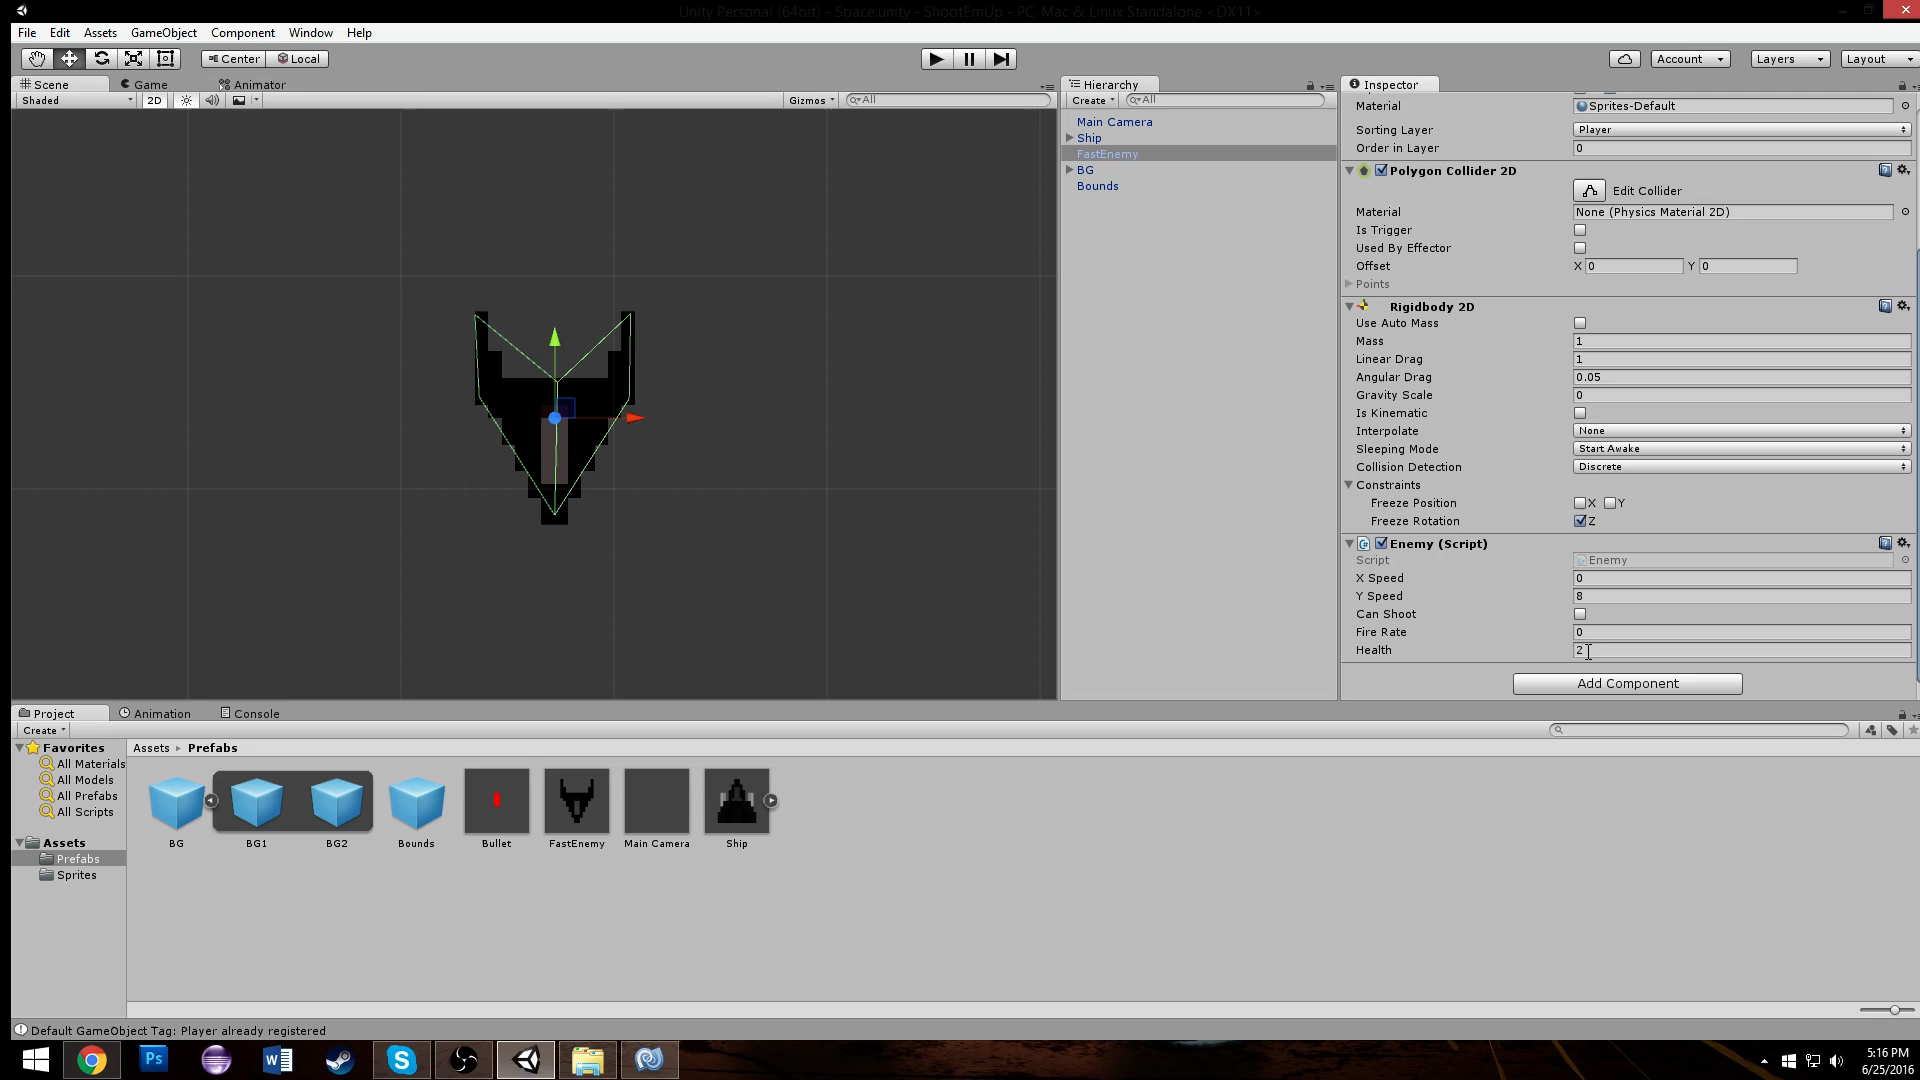 Unity Personal (64bit) - Space.unity - ShootEmUp - PC, Mac & Linux Standalone <DX11>
File Edit Assets GameObject Component Window Help
Center Local Account Layers Layout
Scene Game Animator Hierarchy Inspector
Shaded 2D Gizmos All Create All
Material Sprites-Default
Sorting Layer Player
Order in Layer 0
Main Camera
Ship
FastEnemy
BG
Bounds
Polygon Collider 2D
Edit Collider
Material None (Physics Material 2D)
Is Trigger
Used By Effector
Offset X 0 Y 0
Points
Rigidbody 2D
Use Auto Mass
Mass 1
Linear Drag 1
Angular Drag 0.05
Gravity Scale 0
Is Kinematic
Interpolate None
Sleeping Mode Start Awake
Collision Detection Discrete
Constraints
Freeze Position X Y
Freeze Rotation Z
Enemy (Script)
Script Enemy
X Speed 0
Y Speed 8
Can Shoot
Fire Rate 0
Health 2
Add Component
Project Animation Console
Create
Favorites
All Materials
All Models
All Prefabs
All Scripts
Assets
Prefabs
Sprites
Assets Prefabs
BG BG1 BG2 Bounds Bullet FastEnemy Main Camera Ship
Default GameObject Tag: Player already registered
Ps
W
S
5:16 PM
6/25/2016